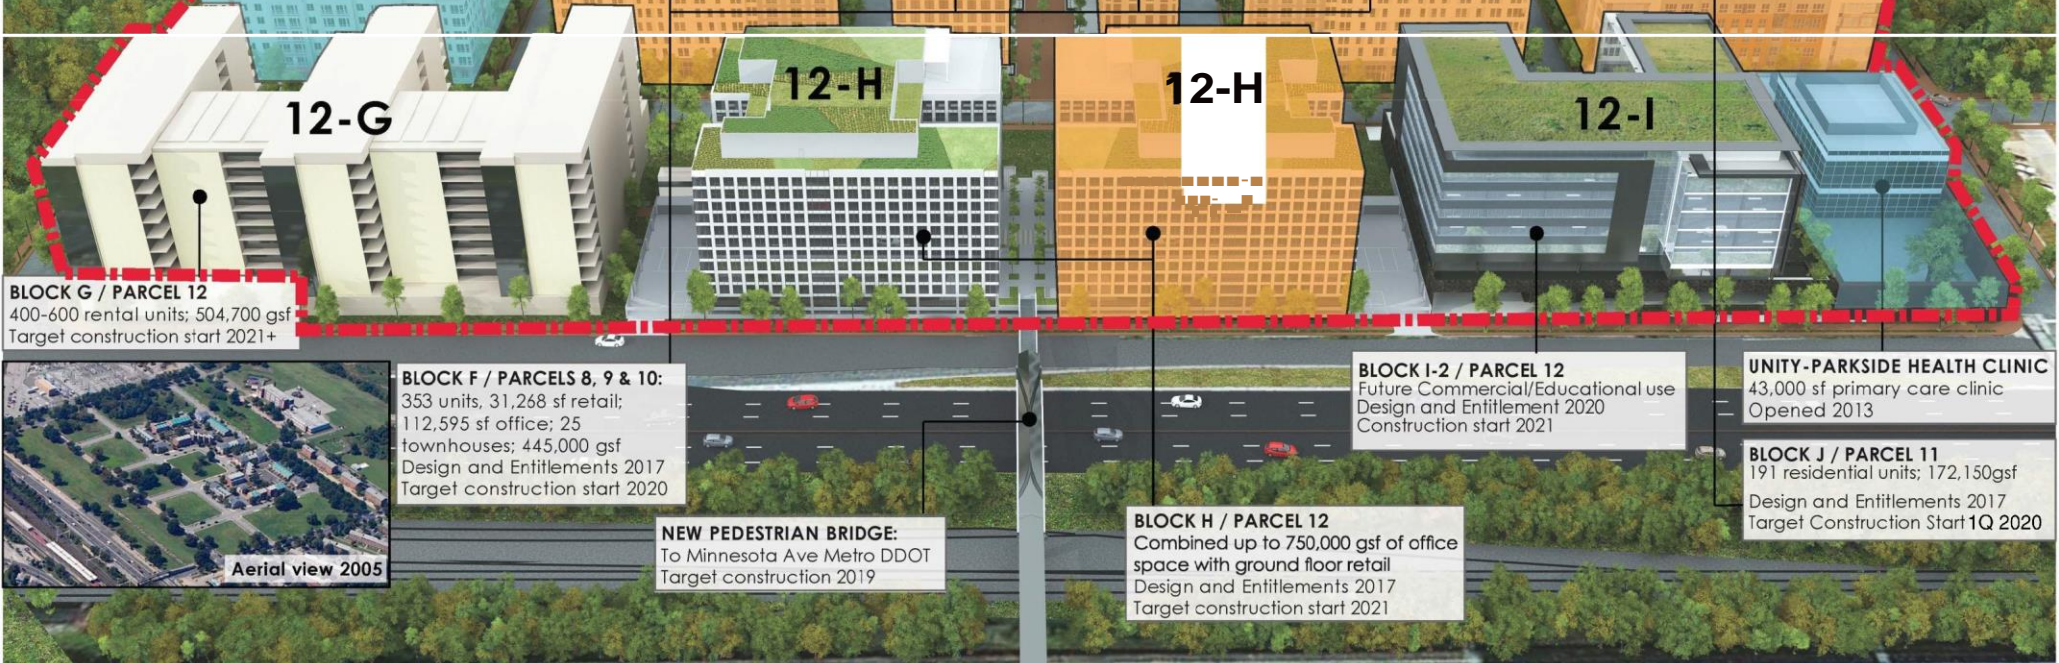 12-G
12-H
12-H
12-I
BLOCK G / PARCEL 12
400-600 rental units; 504,700 gsf
Target construction start 2021+
Aerial view 2005
BLOCK F / PARCELS 8, 9 & 10:
353 units, 31,268 sf retail;
112,595 sf office; 25
townhouses; 445,000 gsf
Design and Entitlements 2017
Target construction start 2020
NEW PEDESTRIAN BRIDGE:
To Minnesota Ave Metro DDOT
Target construction 2019
BLOCK H / PARCEL 12
Combined up to 750,000 gsf of office
space with ground floor retail
Design and Entitlements 2017
Target construction start 2021
BLOCK I-2 / PARCEL 12
Future Commercial/Educational use
Design and Entitlement 2020
Construction start 2021
UNITY-PARKSIDE HEALTH CLINIC
43,000 sf primary care clinic
Opened 2013
BLOCK J / PARCEL 11
191 residential units; 172,150gsf
Design and Entitlements 2017
Target Construction Start 1Q 2020